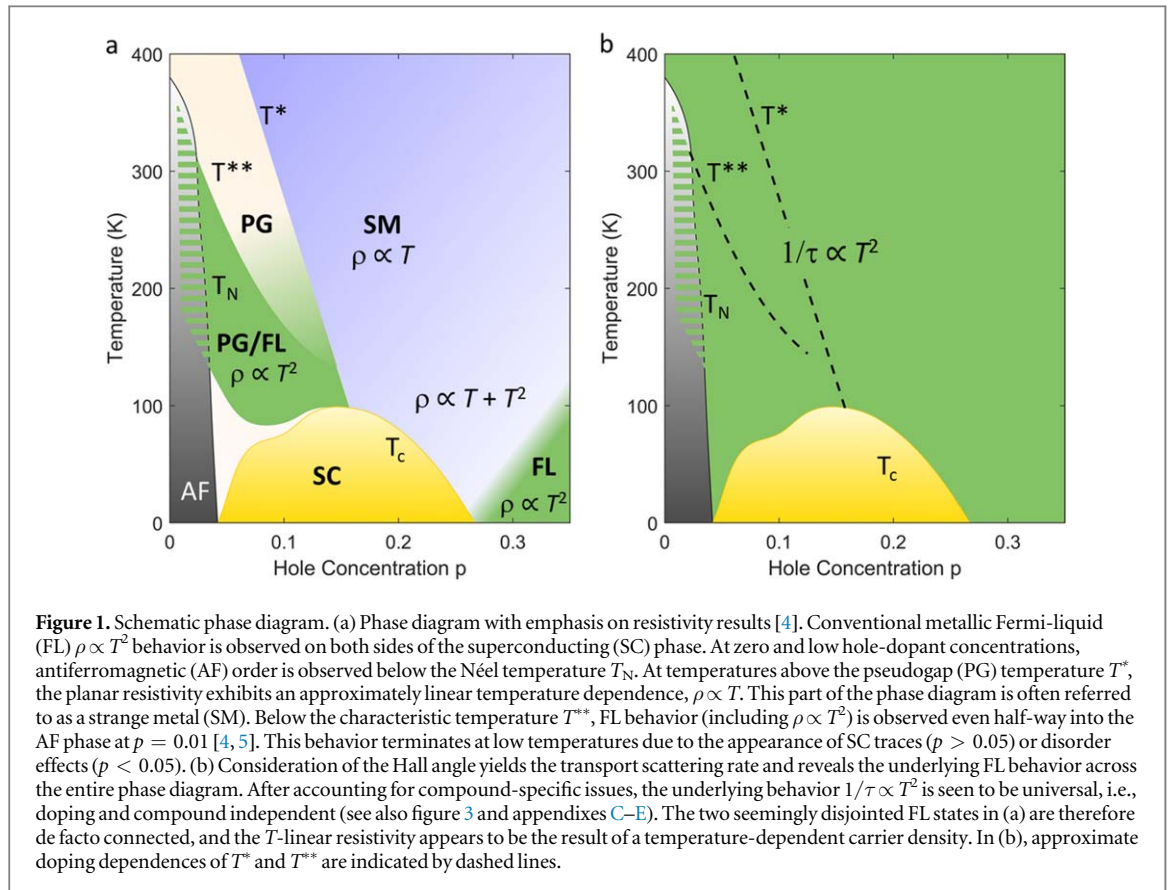 a
b
400
300
200
100
0
Temperature (K)
0
0.1
0.2
0.3
Hole Concentration p
T*
T**
PG
SM
ρ ∝ T
T_N
PG/FL
ρ ∝ T²
ρ ∝ T + T²
T_c
SC
FL
ρ ∝ T²
AF
400
300
200
100
0
Temperature (K)
0
0.1
0.2
0.3
Hole Concentration p
T*
T**
1/τ ∝ T²
T_N
T_c
Figure 1. Schematic phase diagram. (a) Phase diagram with emphasis on resistivity results [4]. Conventional metallic Fermi-liquid
(FL) ρ ∝ T² behavior is observed on both sides of the superconducting (SC) phase. At zero and low hole-dopant concentrations,
antiferromagnetic (AF) order is observed below the Néel temperature T_N. At temperatures above the pseudogap (PG) temperature T*,
the planar resistivity exhibits an approximately linear temperature dependence, ρ ∝ T. This part of the phase diagram is often referred
to as a strange metal (SM). Below the characteristic temperature T**, FL behavior (including ρ ∝ T²) is observed even half-way into the
AF phase at p = 0.01 [4, 5]. This behavior terminates at low temperatures due to the appearance of SC traces (p > 0.05) or disorder
effects (p < 0.05). (b) Consideration of the Hall angle yields the transport scattering rate and reveals the underlying FL behavior across
the entire phase diagram. After accounting for compound-specific issues, the underlying behavior 1/τ ∝ T² is seen to be universal, i.e.,
doping and compound independent (see also figure 3 and appendixes C–E). The two seemingly disjointed FL states in (a) are therefore
de facto connected, and the T-linear resistivity appears to be the result of a temperature-dependent carrier density. In (b), approximate
doping dependences of T* and T** are indicated by dashed lines.